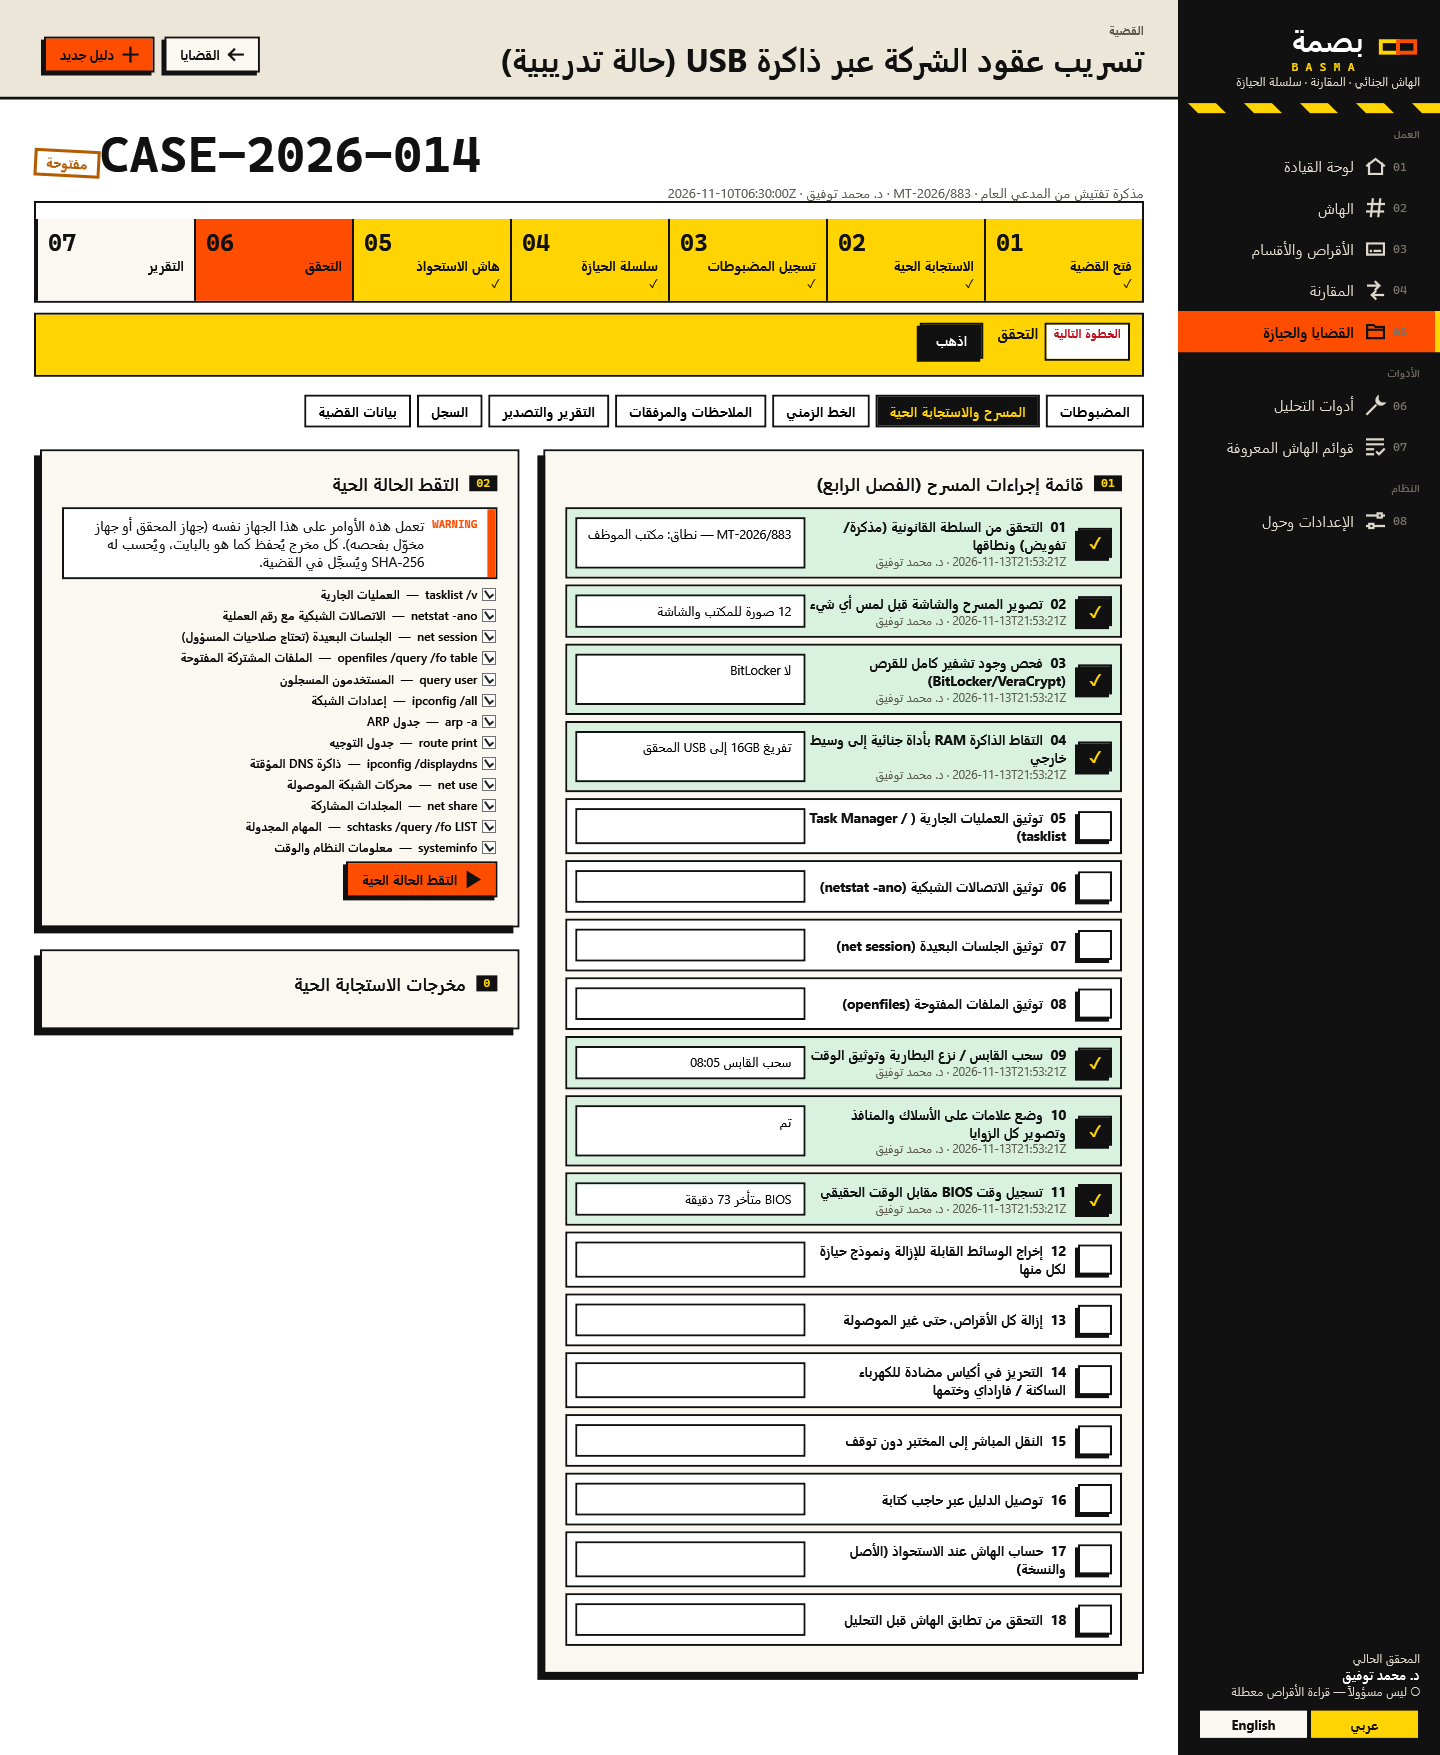 بصمة
BASMA
الهاش الجنائي · المقارنة · سلسلة الحيازة
العمل
01 لوحة القيادة
02 الهاش
03 الأقراص والأقسام
04 المقارنة
05 القضايا والحيازة
الأدوات
06 أدوات التحليل
07 قوائم الهاش المعروفة
النظام
08 الإعدادات وحول
المحقق الحالي
د. محمد توفيق
○ ليس مسؤولاً — قراءة الأقراص معطلة
عربي
English
القضية
تسريب عقود الشركة عبر ذاكرة USB (حالة تدريبية)
← القضايا
+ دليل جديد
CASE-2026-014
مفتوحة
مذكرة تفتيش من المدعي العام · MT-2026/883 · د. محمد توفيق · 2026-11-10T06:30:00Z
01
فتح القضية
✓
02
الاستجابة الحية
✓
03
تسجيل المضبوطات
✓
04
سلسلة الحيازة
✓
05
هاش الاستحواذ
✓
06
التحقق
07
التقرير
الخطوة التالية
التحقق
اذهب
المضبوطات
المسرح والاستجابة الحية
الخط الزمني
الملاحظات والمرفقات
التقرير والتصدير
السجل
بيانات القضية
01 قائمة إجراءات المسرح (الفصل الرابع)
✓ 01 التحقق من السلطة القانونية (مذكرة/
تفويض) ونطاقها
2026-11-13T21:53:21Z · د. محمد توفيق
MT-2026/883 — نطاق: مكتب الموظف
✓ 02 تصوير المسرح والشاشة قبل لمس أي شيء
2026-11-13T21:53:21Z · د. محمد توفيق
12 صورة للمكتب والشاشة
✓ 03 فحص وجود تشفير كامل للقرص
(BitLocker/VeraCrypt)
2026-11-13T21:53:21Z · د. محمد توفيق
لا BitLocker
✓ 04 التقاط الذاكرة RAM بأداة جنائية إلى وسيط
خارجي
2026-11-13T21:53:21Z · د. محمد توفيق
تفريغ 16GB إلى USB المحقق
05 توثيق العمليات الجارية (Task Manager /
tasklist)
06 توثيق الاتصالات الشبكية (netstat -ano)
07 توثيق الجلسات البعيدة (net session)
08 توثيق الملفات المفتوحة (openfiles)
✓ 09 سحب القابس / نزع البطارية وتوثيق الوقت
2026-11-13T21:53:21Z · د. محمد توفيق
سحب القابس 08:05
✓ 10 وضع علامات على الأسلاك والمنافذ
وتصوير كل الزوايا
2026-11-13T21:53:21Z · د. محمد توفيق
تم
✓ 11 تسجيل وقت BIOS مقابل الوقت الحقيقي
2026-11-13T21:53:21Z · د. محمد توفيق
BIOS متأخر 73 دقيقة
12 إخراج الوسائط القابلة للإزالة ونموذج حيازة
لكل منها
13 إزالة كل الأقراص، حتى غير الموصولة
14 التحريز في أكياس مضادة للكهرباء
الساكنة / فاراداي وختمها
15 النقل المباشر إلى المختبر دون توقف
16 توصيل الدليل عبر حاجب كتابة
17 حساب الهاش عند الاستحواذ (الأصل
والنسخة)
18 التحقق من تطابق الهاش قبل التحليل
02 التقط الحالة الحية
WARNING
تعمل هذه الأوامر على هذا الجهاز نفسه (جهاز المحقق أو جهاز
مخوّل بفحصه). كل مخرج يُحفظ كما هو بالبايت، ويُحسب له
SHA-256 ويُسجَّل في القضية.
tasklist /v — العمليات الجارية
netstat -ano — الاتصالات الشبكية مع رقم العملية
net session — الجلسات البعيدة (تحتاج صلاحيات المسؤول)
openfiles /query /fo table — الملفات المشتركة المفتوحة
query user — المستخدمون المسجلون
ipconfig /all — إعدادات الشبكة
arp -a — جدول ARP
route print — جدول التوجيه
ipconfig /displaydns — ذاكرة DNS المؤقتة
net use — محركات الشبكة الموصولة
net share — المجلدات المشاركة
schtasks /query /fo LIST — المهام المجدولة
systeminfo — معلومات النظام والوقت
التقط الحالة الحية
0 مخرجات الاستجابة الحية